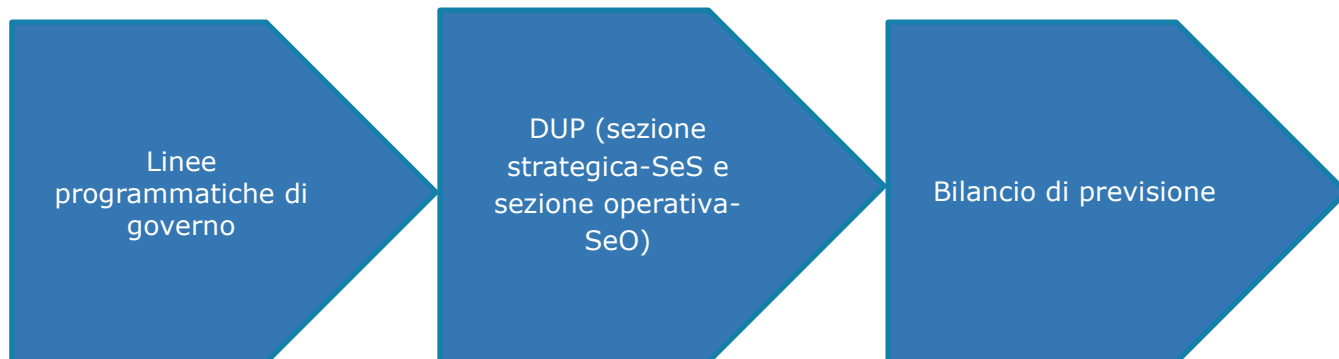 Linee
programmatiche di
governo
DUP (sezione
strategica-SeS e
sezione operativa-
SeO)
Bilancio di previsione